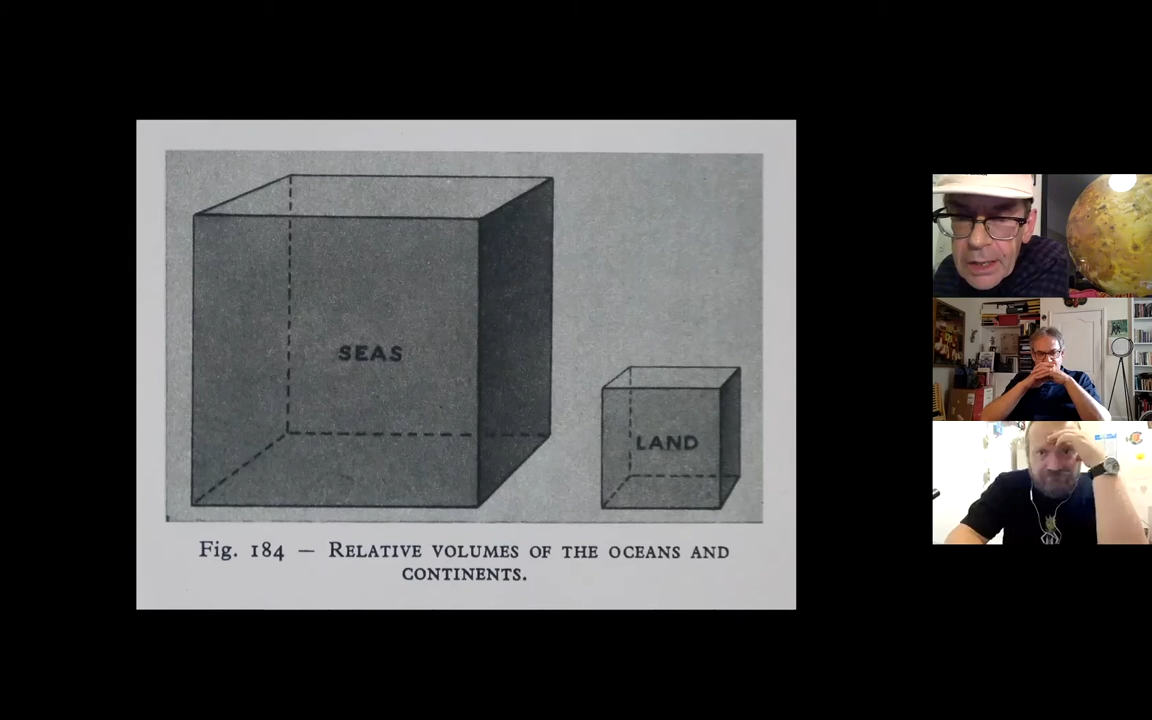 SEAS
LAND
Fig. 184 — RELATIVE VOLUMES OF THE OCEANS AND
CONTINENTS.